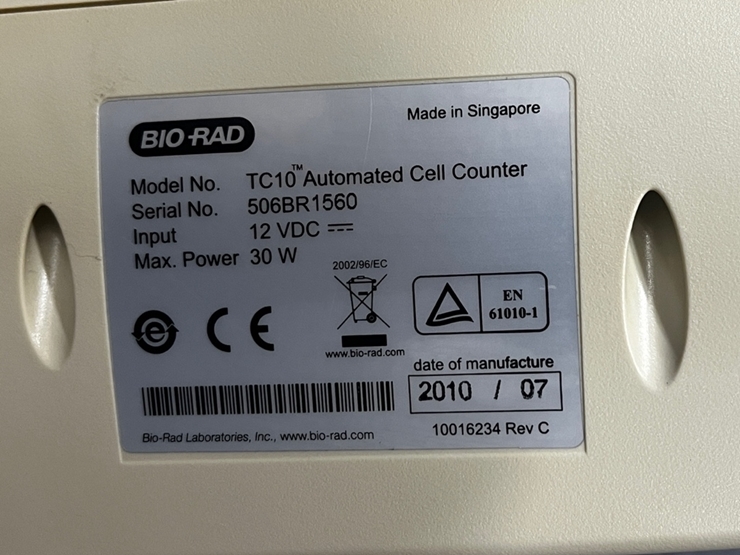 BIO-RAD
Made in Singapore
Model No. TC10™ Automated Cell Counter
Serial No. 506BR1560
Input 12 VDC
Max. Power 30 W
2002/96/EC
CE
EN
61010-1
www.bio-rad.com
date of manufacture
2010 / 07
Bio-Rad Laboratories, Inc., www.bio-rad.com
10016234 Rev C